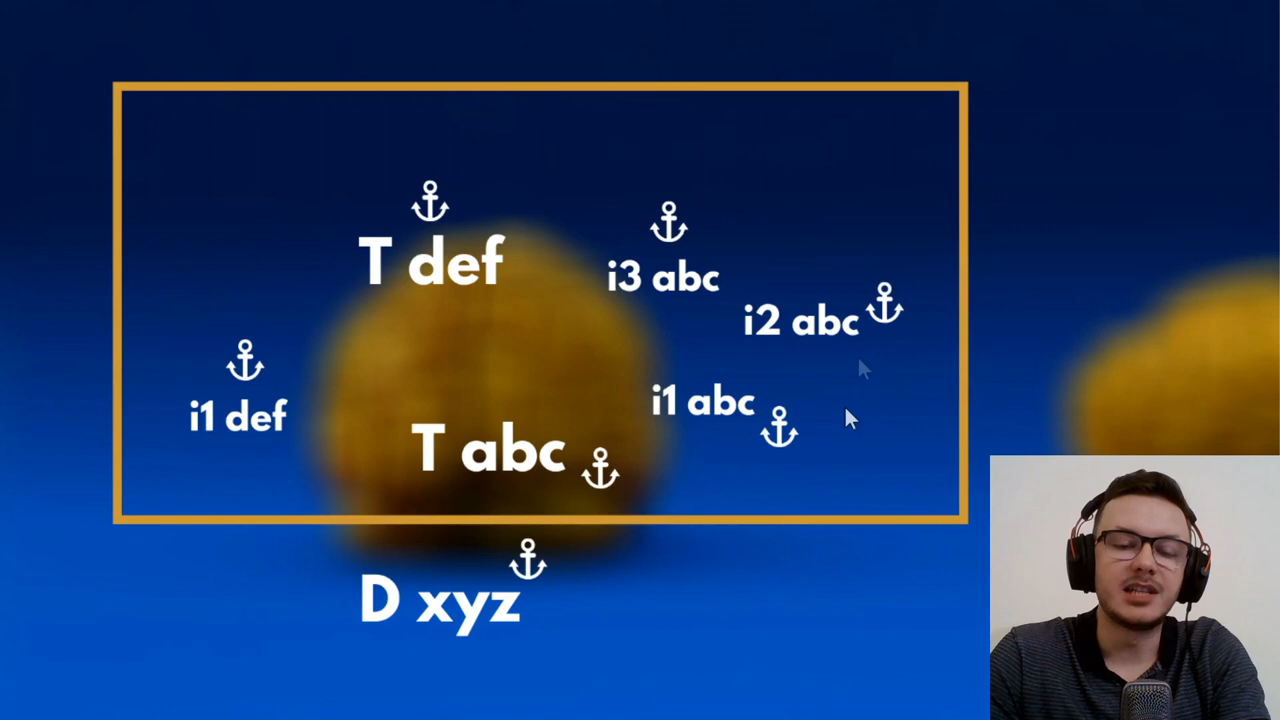 T def
i3 abc
i2 abc
i1 def
i1 abc
T abc
D xyz